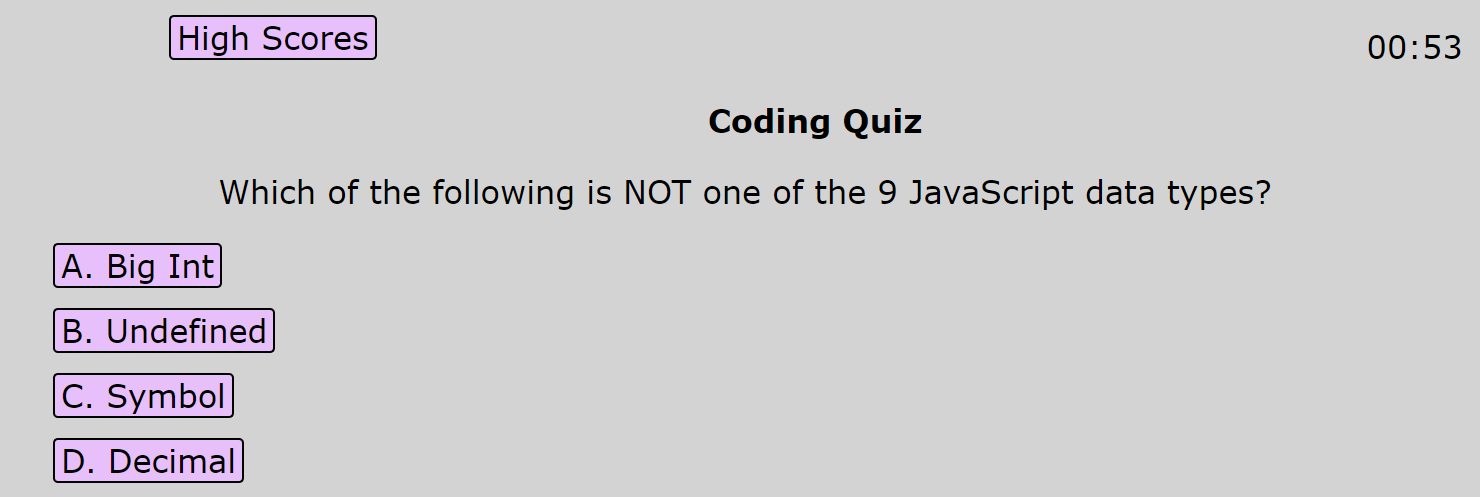 High Scores
00:53
Coding Quiz
Which of the following is NOT one of the 9 JavaScript data types?
A. Big Int
B. Undefined
C. Symbol
D. Decimal